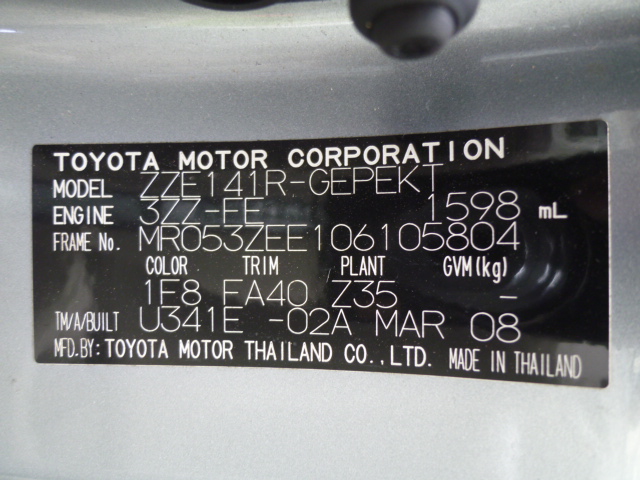 TOYOTA MOTOR CORPORATION
MODEL ZZE141R-GEPEKT
ENGINE 3ZZ-FE 1598 mL
FRAME No. MR053ZEE106105804
COLOR TRIM PLANT GVM(kg)
1F8 FA40 Z35 -
TM/A/BUILT U341E -02A MAR 08
MFD.BY: TOYOTA MOTOR THAILAND CO.,LTD. MADE IN THAILAND